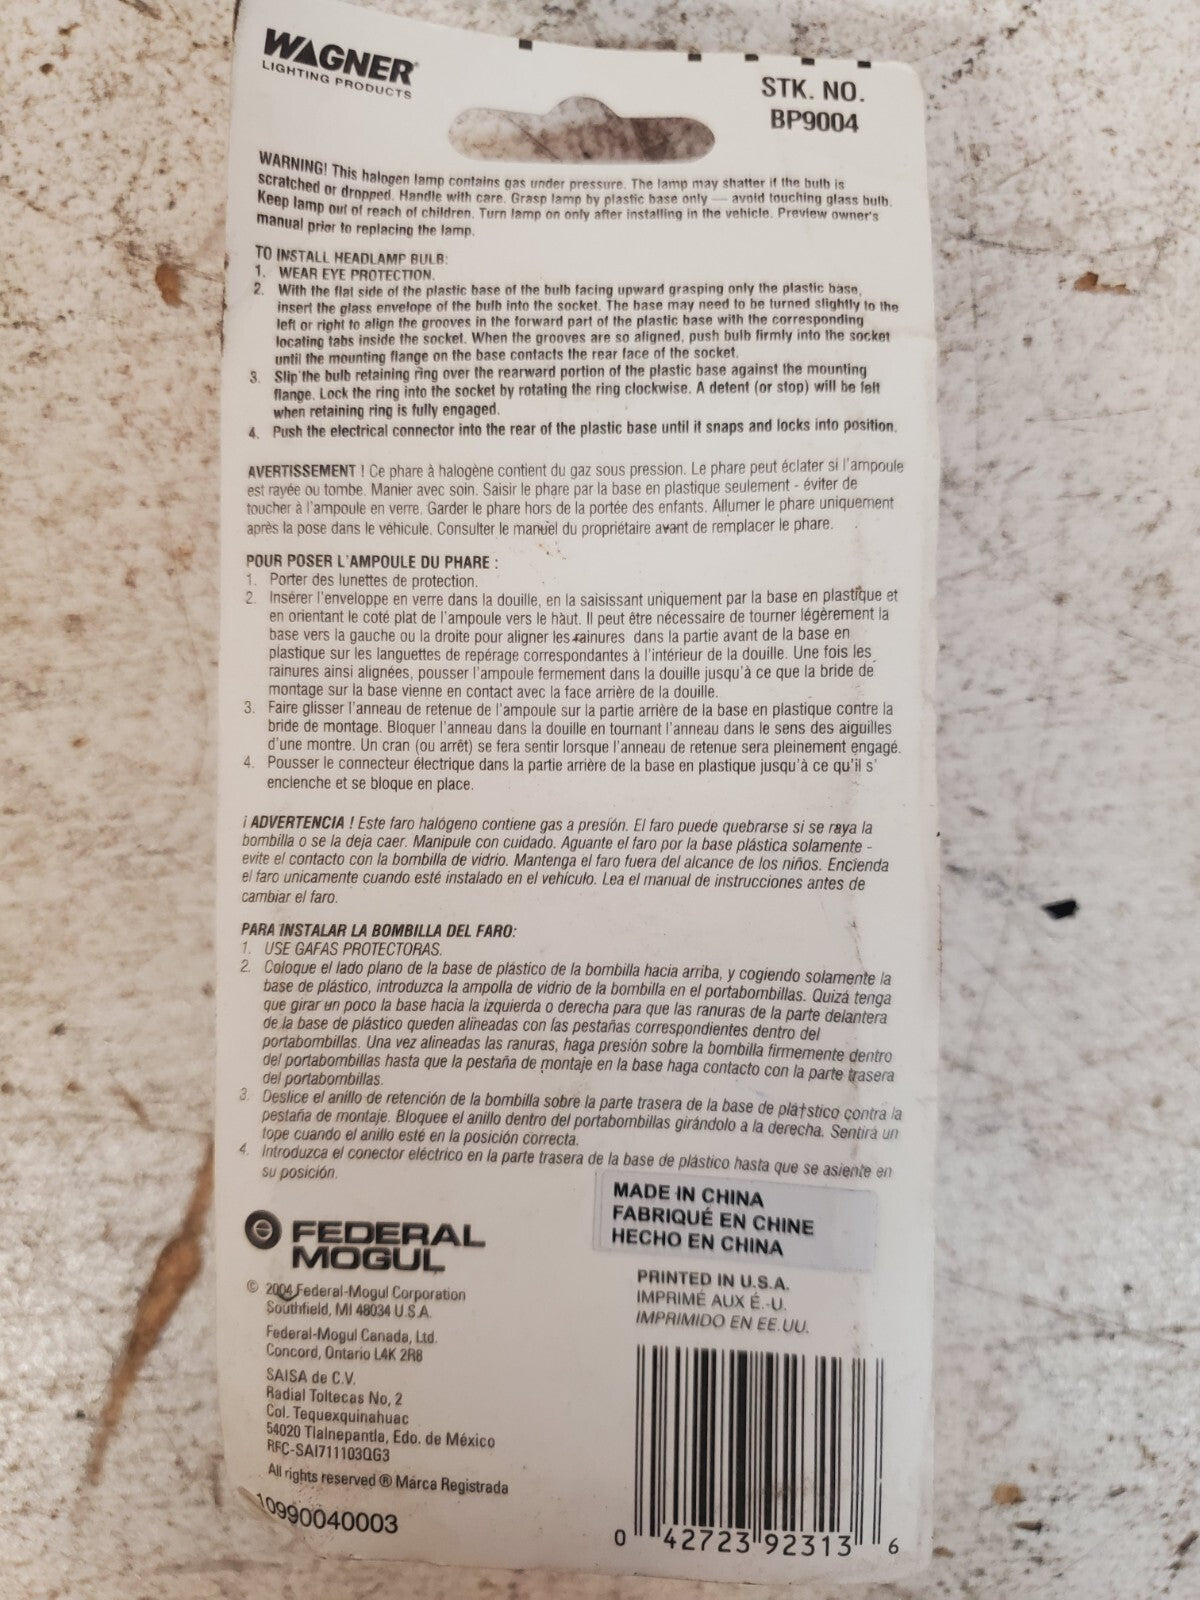 WAGNER
LIGHTING PRODUCTS
STK. NO.
BP9004
WARNING! This halogen lamp contains gas under pressure. The lamp may shatter if the bulb is
scratched or dropped. Handle with care. Grasp lamp by plastic base only — avoid touching glass bulb.
Keep lamp out of reach of children. Turn lamp on only after installing in the vehicle. Preview owner's
manual prior to replacing the lamp.
TO INSTALL HEADLAMP BULB:
1. WEAR EYE PROTECTION.
2. With the flat side of the plastic base of the bulb facing upward grasping only the plastic base,
insert the glass envelope of the bulb into the socket. The base may need to be turned slightly to the
left or right to align the grooves in the forward part of the plastic base with the corresponding
locating tabs inside the socket. When the grooves are so aligned, push bulb firmly into the socket
until the mounting flange on the base contacts the rear face of the socket.
3. Slip the bulb retaining ring over the rearward portion of the plastic base against the mounting
flange. Lock the ring into the socket by rotating the ring clockwise. A detent (or stop) will be felt
when retaining ring is fully engaged.
4. Push the electrical connector into the rear of the plastic base until it snaps and locks into position.
AVERTISSEMENT ! Ce phare à halogène contient du gaz sous pression. Le phare peut éclater si l'ampoule
est rayée ou tombe. Manier avec soin. Saisir le phare par la base en plastique seulement - éviter de
toucher à l'ampoule en verre. Garder le phare hors de la portée des enfants. Allumer le phare uniquement
après la pose dans le véhicule. Consulter le manuel du propriétaire avant de remplacer le phare.
POUR POSER L'AMPOULE DU PHARE :
1. Porter des lunettes de protection.
2. Insérer l'enveloppe en verre dans la douille, en la saisissant uniquement par la base en plastique et
en orientant le coté plat de l'ampoule vers le haut. Il peut être nécessaire de tourner légèrement la
base vers la gauche ou la droite pour aligner les rainures dans la partie avant de la base en
plastique sur les languettes de repérage correspondantes à l'intérieur de la douille. Une fois les
rainures ainsi alignées, pousser l'ampoule fermement dans la douille jusqu'à ce que la bride de
montage sur la base vienne en contact avec la face arrière de la douille.
3. Faire glisser l'anneau de retenue de l'ampoule sur la partie arrière de la base en plastique contre la
bride de montage. Bloquer l'anneau dans la douille en tournant l'anneau dans le sens des aiguilles
d'une montre. Un cran (ou arrêt) se fera sentir lorsque l'anneau de retenue sera pleinement engagé.
4. Pousser le connecteur électrique dans la partie arrière de la base en plastique jusqu'à ce qu'il s'
enclenche et se bloque en place.
¡ ADVERTENCIA ! Este faro halógeno contiene gas a presión. El faro puede quebrarse si se raya la
bombilla o se la deja caer. Manipule con cuidado. Aguante el faro por la base plástica solamente -
evite el contacto con la bombilla de vidrio. Mantenga el faro fuera del alcance de los niños. Encienda
el faro unicamente cuando esté instalado en el vehículo. Lea el manual de instrucciones antes de
cambiar el faro.
PARA INSTALAR LA BOMBILLA DEL FARO:
1. USE GAFAS PROTECTORAS.
2. Coloque el lado plano de la base de plástico de la bombilla hacia arriba, y cogiendo solamente la
base de plástico, introduzca la ampolla de vidrio de la bombilla en el portabombillas. Quizá tenga
que girar un poco la base hacia la izquierda o derecha para que las ranuras de la parte delantera
de la base de plástico queden alineadas con las pestañas correspondientes dentro del
portabombillas. Una vez alineadas las ranuras, haga presión sobre la bombilla firmemente dentro
del portabombillas hasta que la pestaña de montaje en la base haga contacto con la parte trasera
del portabombillas.
3. Deslice el anillo de retención de la bombilla sobre la parte trasera de la base de pla†stico contra la
pestaña de montaje. Bloquee el anillo dentro del portabombillas girándolo a la derecha. Sentirá un
tope cuando el anillo esté en la posición correcta.
4. Introduzca el conector eléctrico en la parte trasera de la base de plástico hasta que se asiente en
su posición.
MADE IN CHINA
FABRIQUÉ EN CHINE
HECHO EN CHINA
FEDERAL
MOGUL
© 2004 Federal-Mogul Corporation
Southfield, MI 48034 U.S.A.
Federal-Mogul Canada, Ltd.
Concord, Ontario L4K 2R8
SAISA de C.V.
Radial Toltecas No, 2
Col. Tequexquinahuac
54020 Tlalnepantla, Edo. de México
RFC-SAI711103QG3
All rights reserved ® Marca Registrada
10990040003
PRINTED IN U.S.A.
IMPRIMÉ AUX É.-U.
IMPRIMIDO EN EE.UU.
0 42723 92313 6